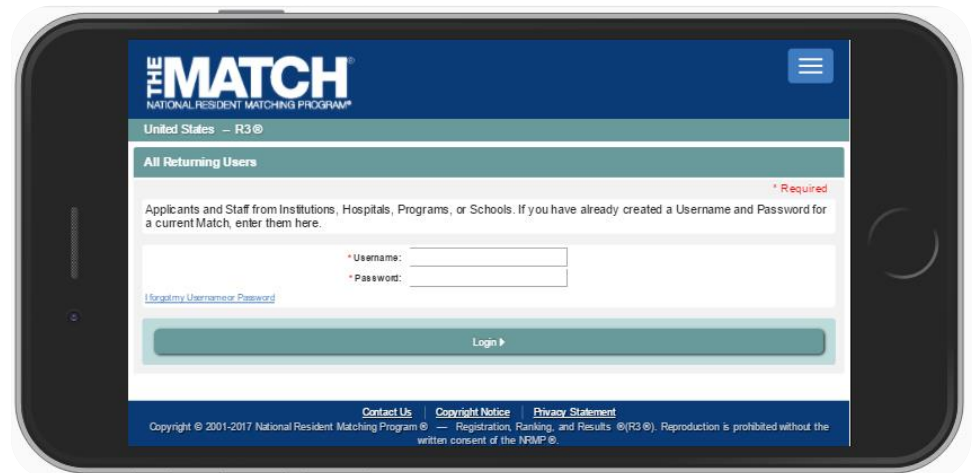 THE MATCH®
NATIONAL RESIDENT MATCHING PROGRAM®
United States – R3®
All Returning Users
* Required
Applicants and Staff from Institutions, Hospitals, Programs, or Schools. If you have already created a Username and Password for
a current Match, enter them here.
* Username:
* Password:
I forgot my Username or Password
Login
Contact Us | Copyright Notice | Privacy Statement
Copyright © 2001-2017 National Resident Matching Program ® — Registration, Ranking, and Results ®(R3®). Reproduction is prohibited without the
written consent of the NRMP®.